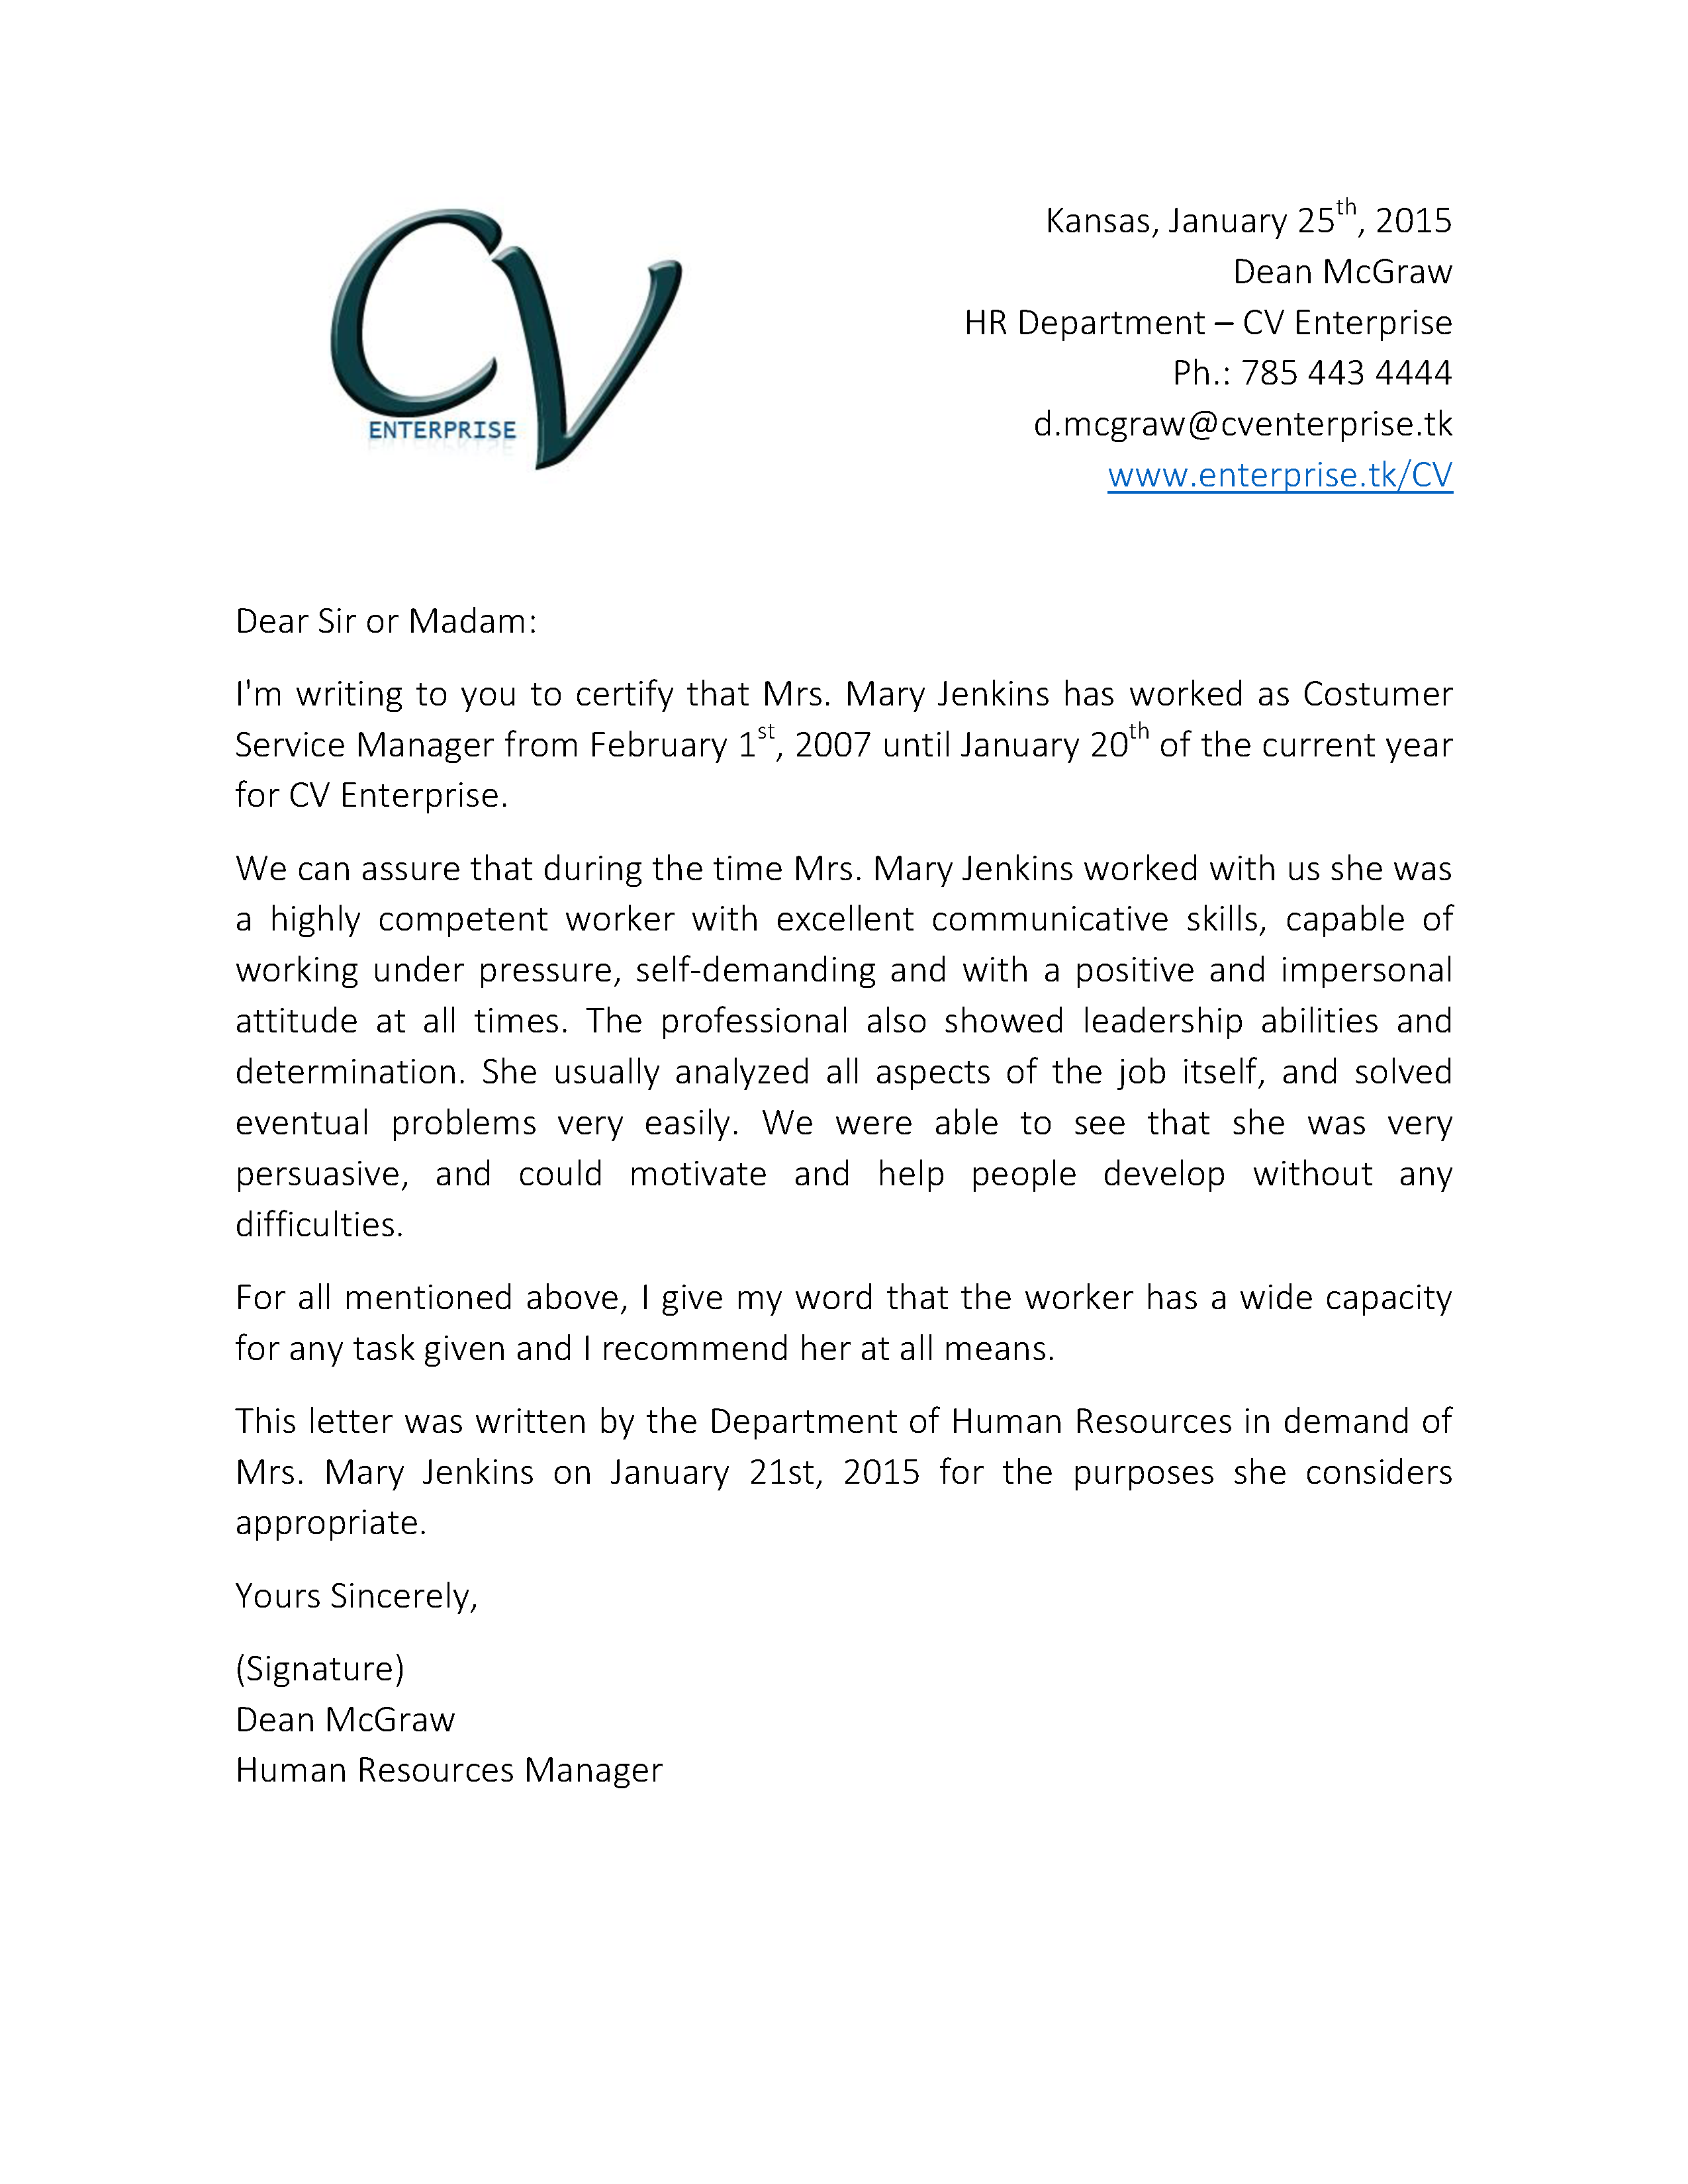 CV
ENTERPRISE
Kansas, January 25th, 2015
Dean McGraw
HR Department – CV Enterprise
Ph.: 785 443 4444
d.mcgraw@cventerprise.tk
www.enterprise.tk/CV
Dear Sir or Madam:
I'm writing to you to certify that Mrs. Mary Jenkins has worked as Costumer
Service Manager from February 1st, 2007 until January 20th of the current year
for CV Enterprise.
We can assure that during the time Mrs. Mary Jenkins worked with us she was
a highly competent worker with excellent communicative skills, capable of
working under pressure, self-demanding and with a positive and impersonal
attitude at all times. The professional also showed leadership abilities and
determination. She usually analyzed all aspects of the job itself, and solved
eventual problems very easily. We were able to see that she was very
persuasive, and could motivate and help people develop without any
difficulties.
For all mentioned above, I give my word that the worker has a wide capacity
for any task given and I recommend her at all means.
This letter was written by the Department of Human Resources in demand of
Mrs. Mary Jenkins on January 21st, 2015 for the purposes she considers
appropriate.
Yours Sincerely,
(Signature)
Dean McGraw
Human Resources Manager